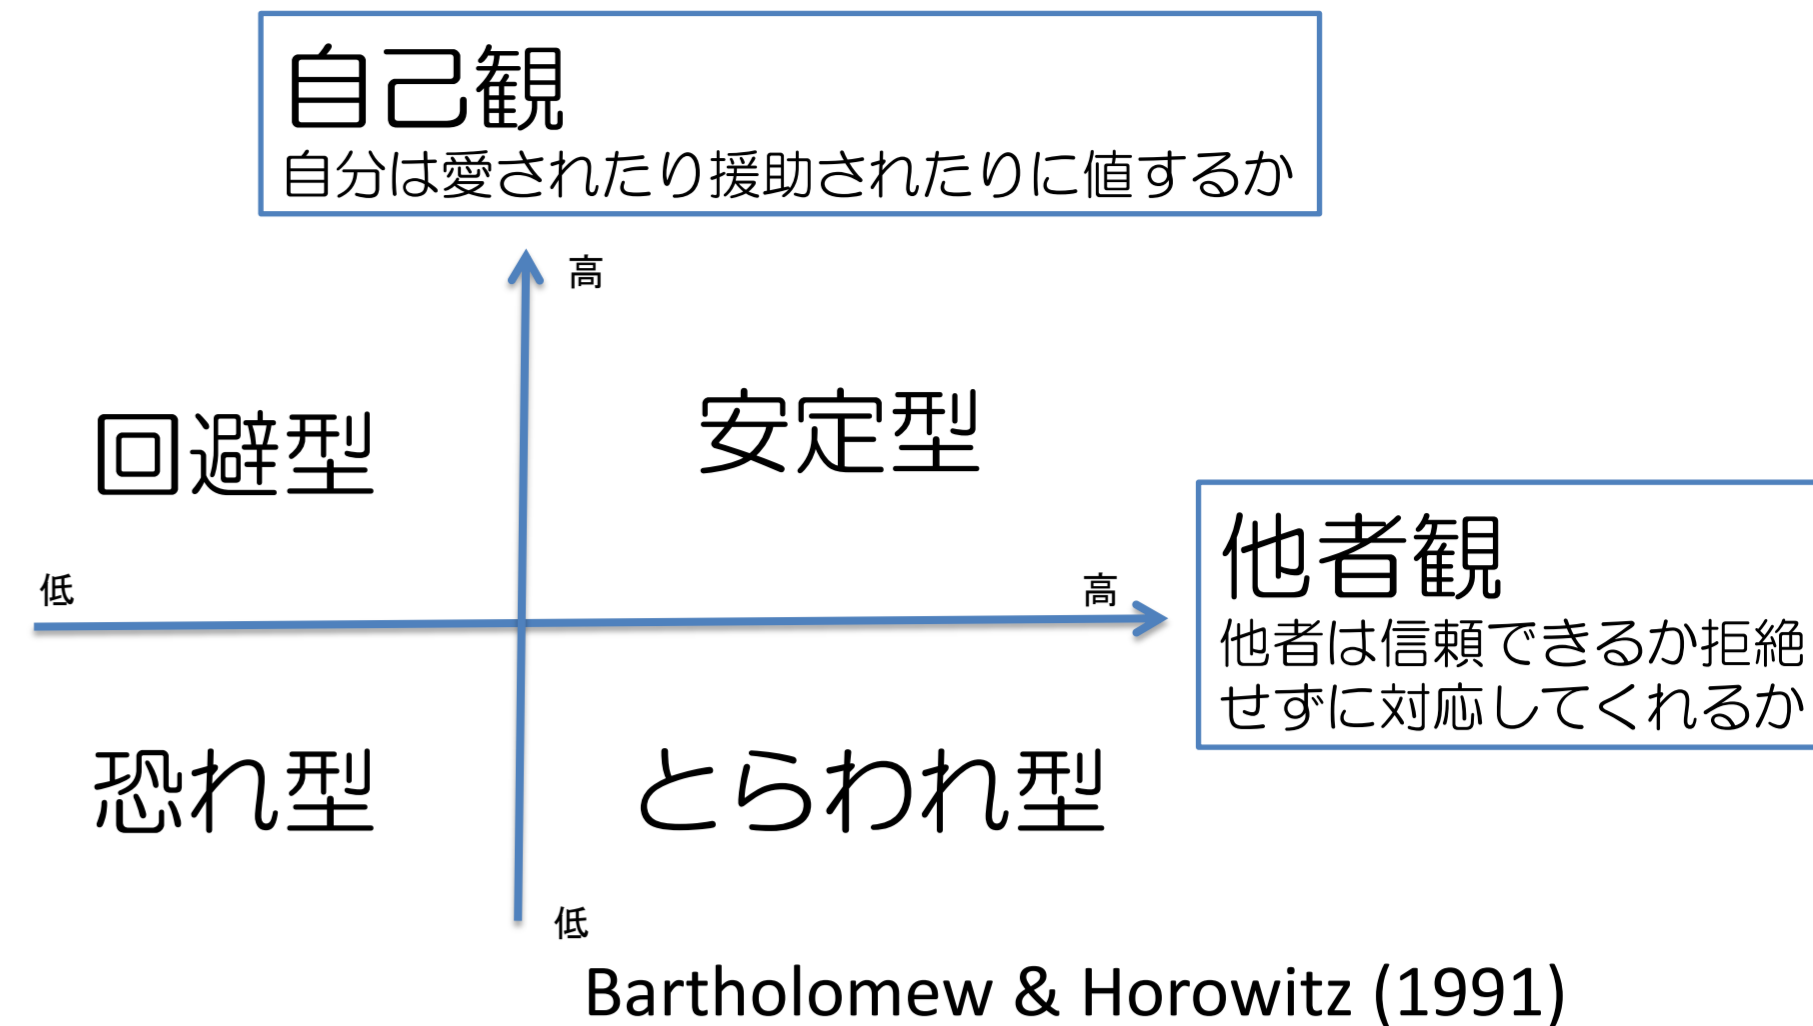 自己観
自分は愛されたり援助されたりに値するか
高
回避型
安定型
低
高
他者観
他者は信頼できるか拒絶
せずに対応してくれるか
恐れ型
とらわれ型
低
Bartholomew & Horowitz (1991)